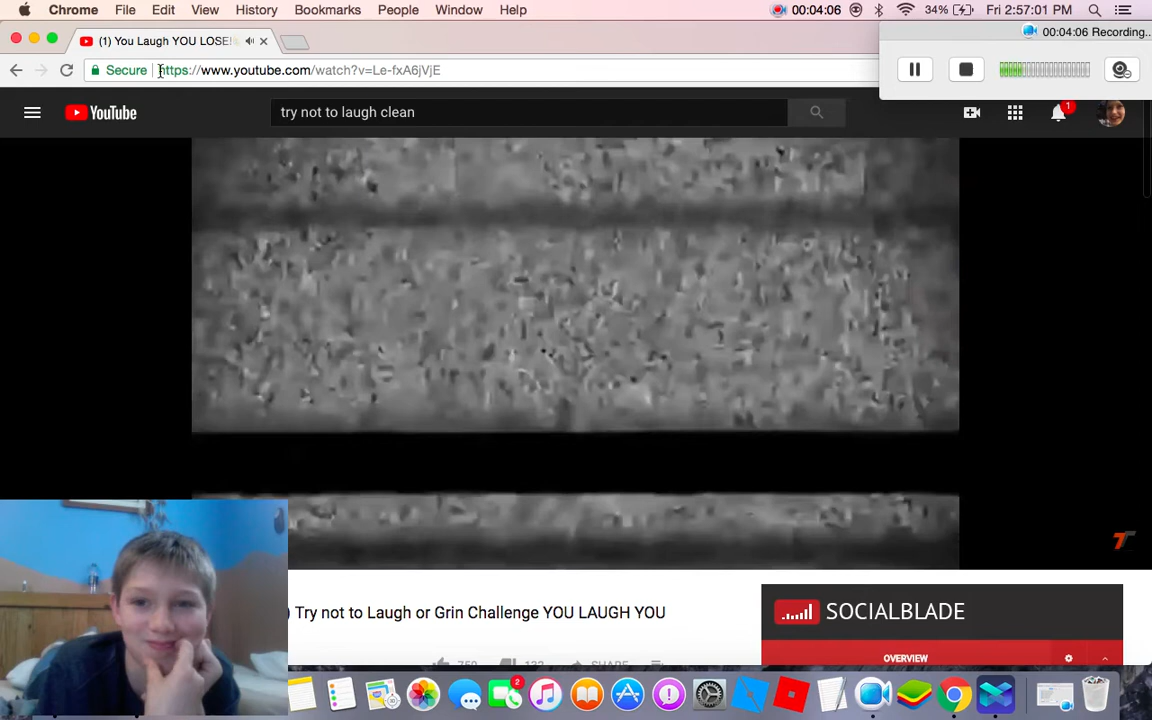 Chrome File Edit View History Bookmarks People Window Help 00:04:06 34% Fri 2:57:01 PM
(1) You Laugh YOU LOSE!
00:04:06 Recording..
Secure https://www.youtube.com/watch?v=Le-fxA6jVjE
YouTube try not to laugh clean 1
) Try not to Laugh or Grin Challenge YOU LAUGH YOU
SOCIALBLADE
OVERVIEW
SHARE
2